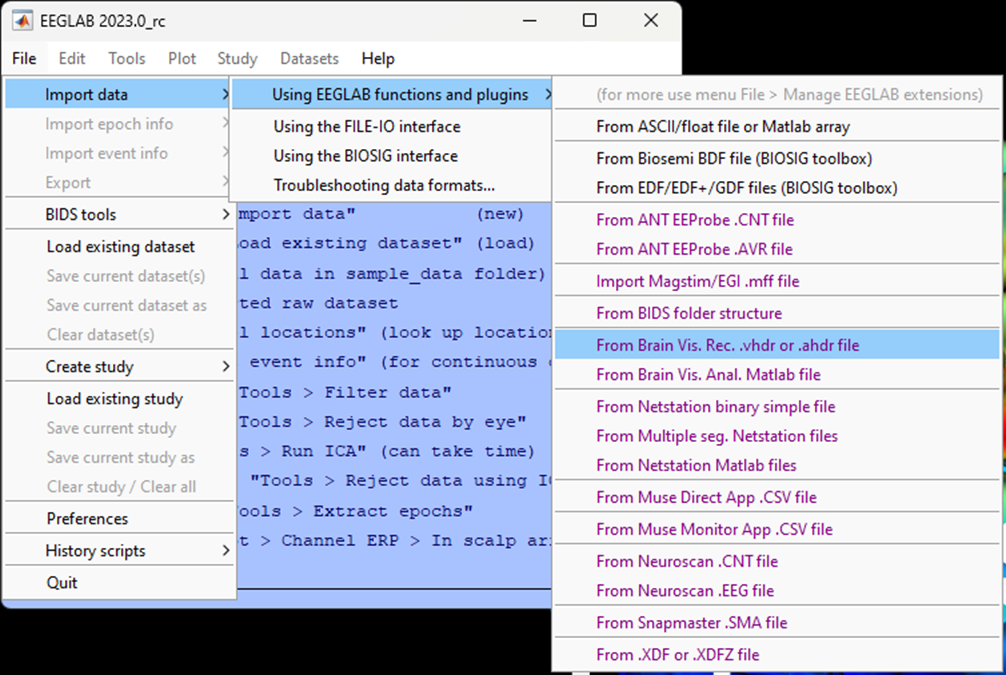 EEGLAB 2023.0_rc
File Edit Tools Plot Study Datasets Help
Import data
Import epoch info
Import event info
Export
BIDS tools
Load existing dataset
Save current dataset(s)
Save current dataset as
Clear dataset(s)
Create study
Load existing study
Save current study
Save current study as
Clear study / Clear all
Preferences
History scripts
Quit
Using EEGLAB functions and plugins
Using the FILE-IO interface
Using the BIOSIG interface
Troubleshooting data formats...
mport data" (new)
oad existing dataset" (load)
l data in sample_data folder)
ted raw dataset
l locations" (look up location
event info" (for continuous
Tools > Filter data"
Tools > Reject data by eye"
s > Run ICA" (can take time)
"Tools > Reject data using IC
ools > Extract epochs"
t > Channel ERP > In scalp ar
(for more use menu File > Manage EEGLAB extensions)
From ASCII/float file or Matlab array
From Biosemi BDF file (BIOSIG toolbox)
From EDF/EDF+/GDF files (BIOSIG toolbox)
From ANT EEProbe .CNT file
From ANT EEProbe .AVR file
Import Magstim/EGI .mff file
From BIDS folder structure
From Brain Vis. Rec. .vhdr or .ahdr file
From Brain Vis. Anal. Matlab file
From Netstation binary simple file
From Multiple seg. Netstation files
From Netstation Matlab files
From Muse Direct App .CSV file
From Muse Monitor App .CSV file
From Neuroscan .CNT file
From Neuroscan .EEG file
From Snapmaster .SMA file
From .XDF or .XDFZ file